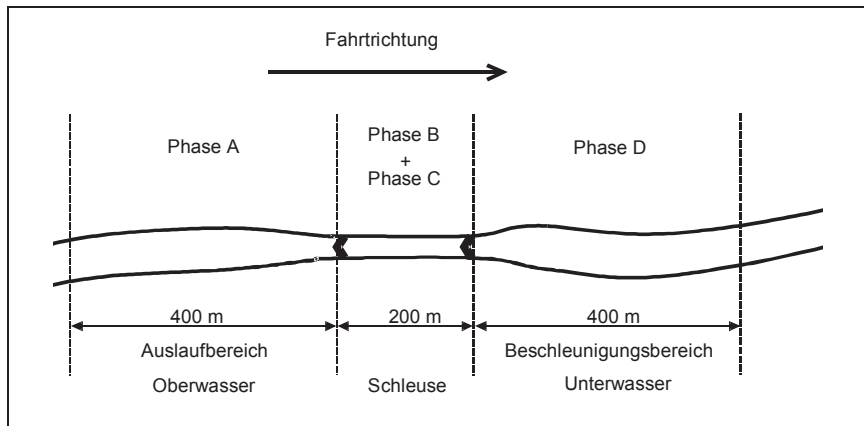 Fahrtrichtung
Phase A
Phase B
+
Phase C
Phase D
400 m
200 m
400 m
Auslaufbereich
Oberwasser
Schleuse
Beschleunigungsbereich
Unterwasser